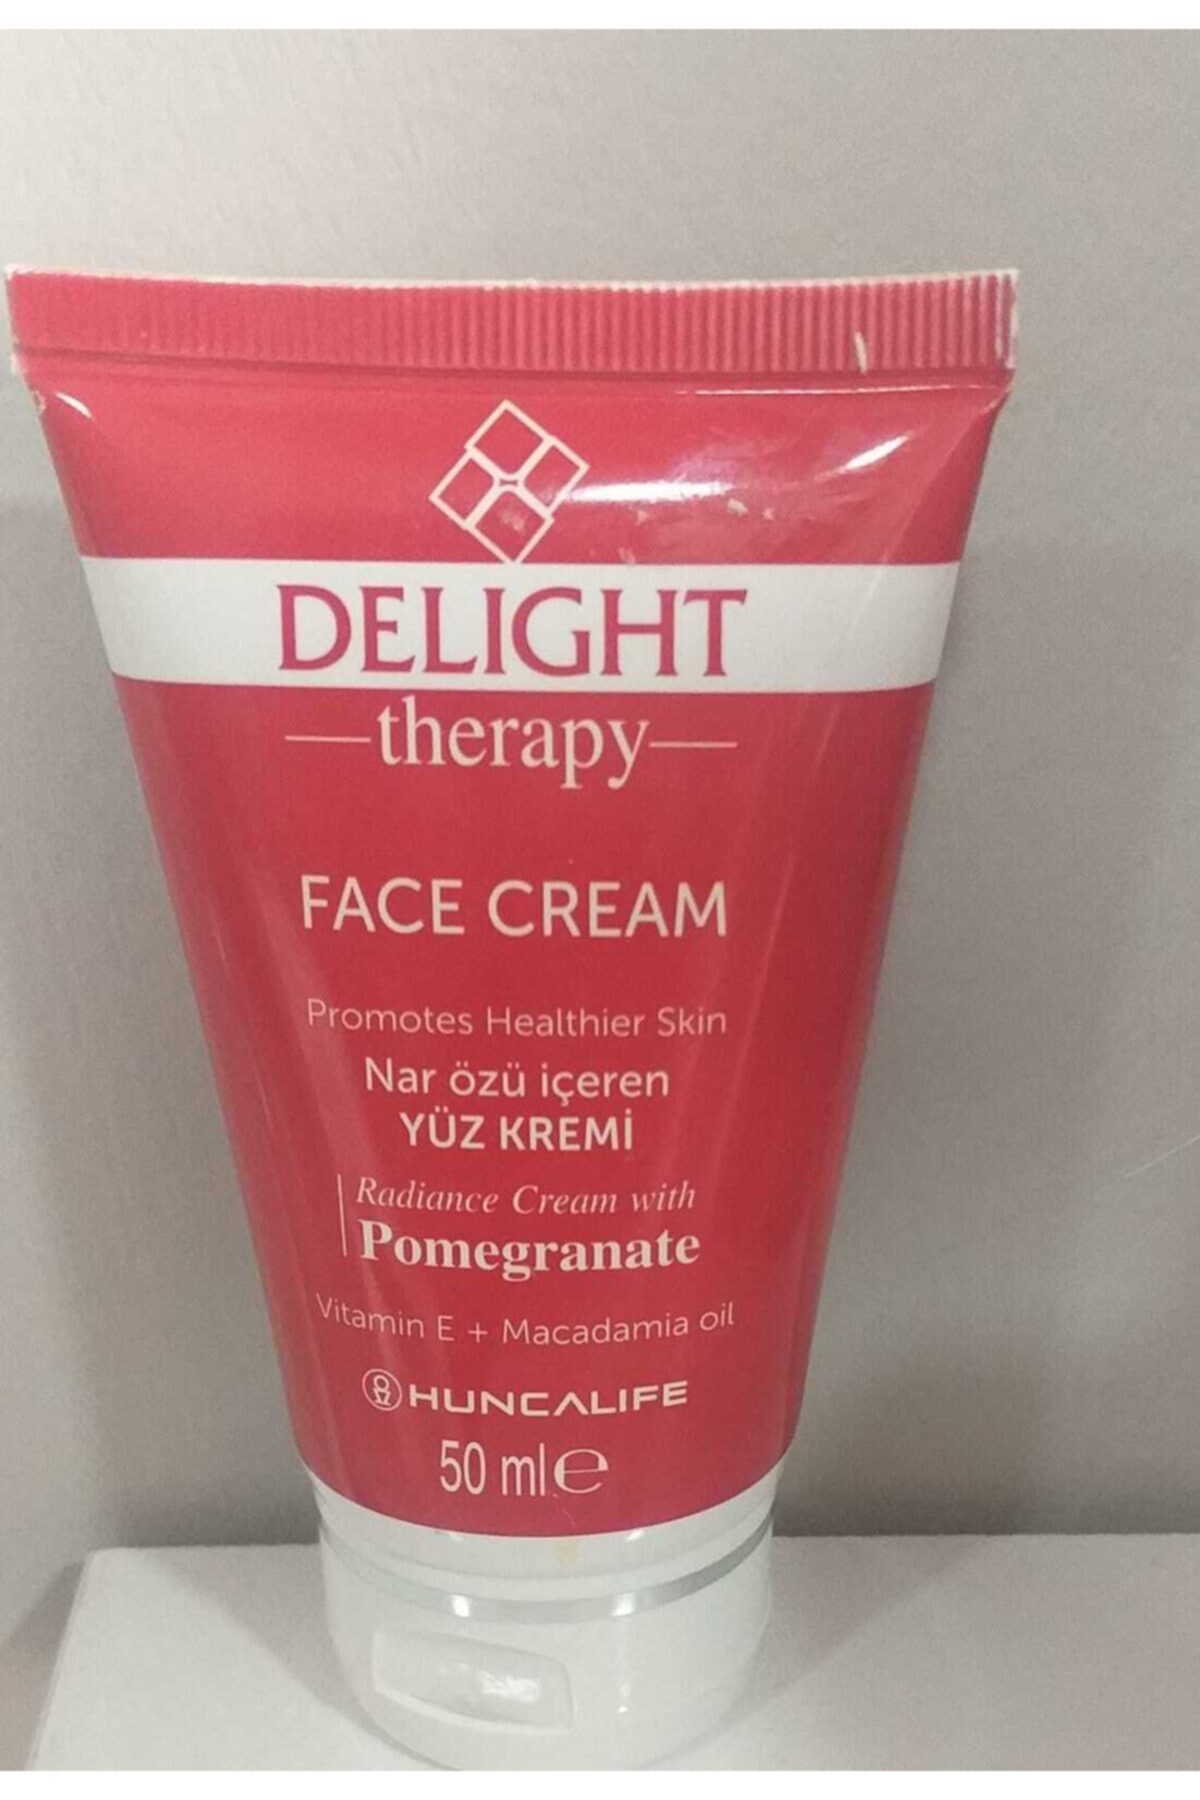 DELIGHT
therapy
FACE CREAM
Promotes Healthier Skin
Nar özü içeren
YÜZ KREMİ
Radiance Cream with
Pomegranate
Vitamin E + Macadamia oil
HUNCALIFE
50 ml ℮